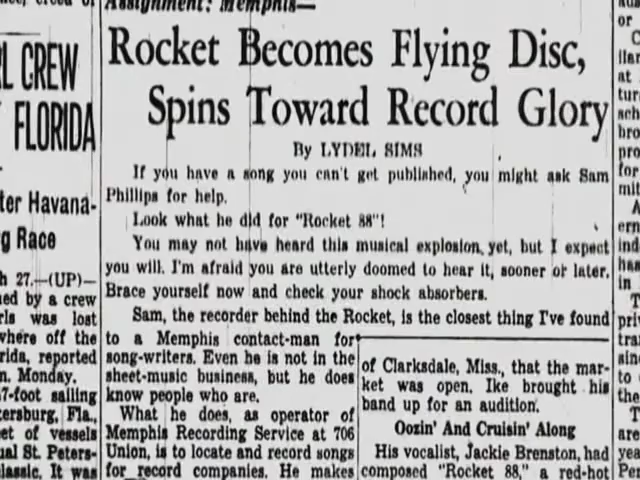 Assignment: Memphis—
Rocket Becomes Flying Disc,
Spins Toward Record Glory
By LYDEL SIMS
If you have a song you can't get published, you might ask Sam
Phillips for help.
Look what he did for "Rocket 88"!
You may not have heard this musical explosion yet, but I expect
you will. I'm afraid you are utterly doomed to hear it, sooner or later.
Brace yourself now and check your shock absorbers.
Sam, the recorder behind the Rocket, is the closest thing I've found
to a Memphis contact-man for
song-writers. Even he is not in the
sheet-music business, but he does
know people who are.
What he does, as operator of
Memphis Recording Service at 706
Union, is to locate and record songs
for record companies. He makes
of Clarksdale, Miss., that the mar-
ket was open. Ike brought his
band up for an audition.
Oozin' And Cruisin' Along
His vocalist, Jackie Brenston, had
composed "Rocket 88," a red-hot
L CREW
FLORIDA
ter Havana-
g Race
h 27.—(UP)—
ed by a crew
rls was lost
where off the
rida, reported
n. Monday.
7-foot sailing
ersburg, Fla.,
et of vessels
ual St. Peters-
lassic. It was